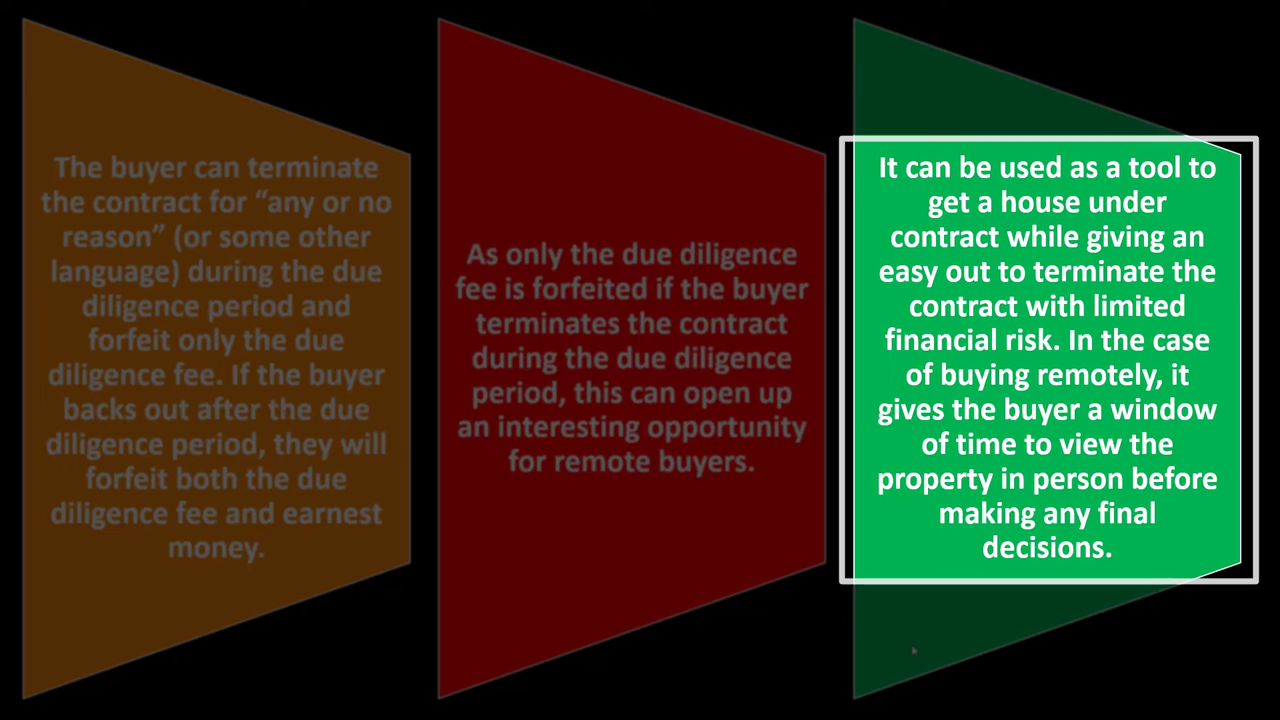 The buyer can terminate
the contract for “any or no
reason” (or some other
language) during the due
diligence period and
forfeit only the due
diligence fee. If the buyer
backs out after the due
diligence period, they will
forfeit both the due
diligence fee and earnest
money.
As only the due diligence
fee is forfeited if the buyer
terminates the contract
during the due diligence
period, this can open up
an interesting opportunity
for remote buyers.
It can be used as a tool to
get a house under
contract while giving an
easy out to terminate the
contract with limited
financial risk. In the case
of buying remotely, it
gives the buyer a window
of time to view the
property in person before
making any final
decisions.